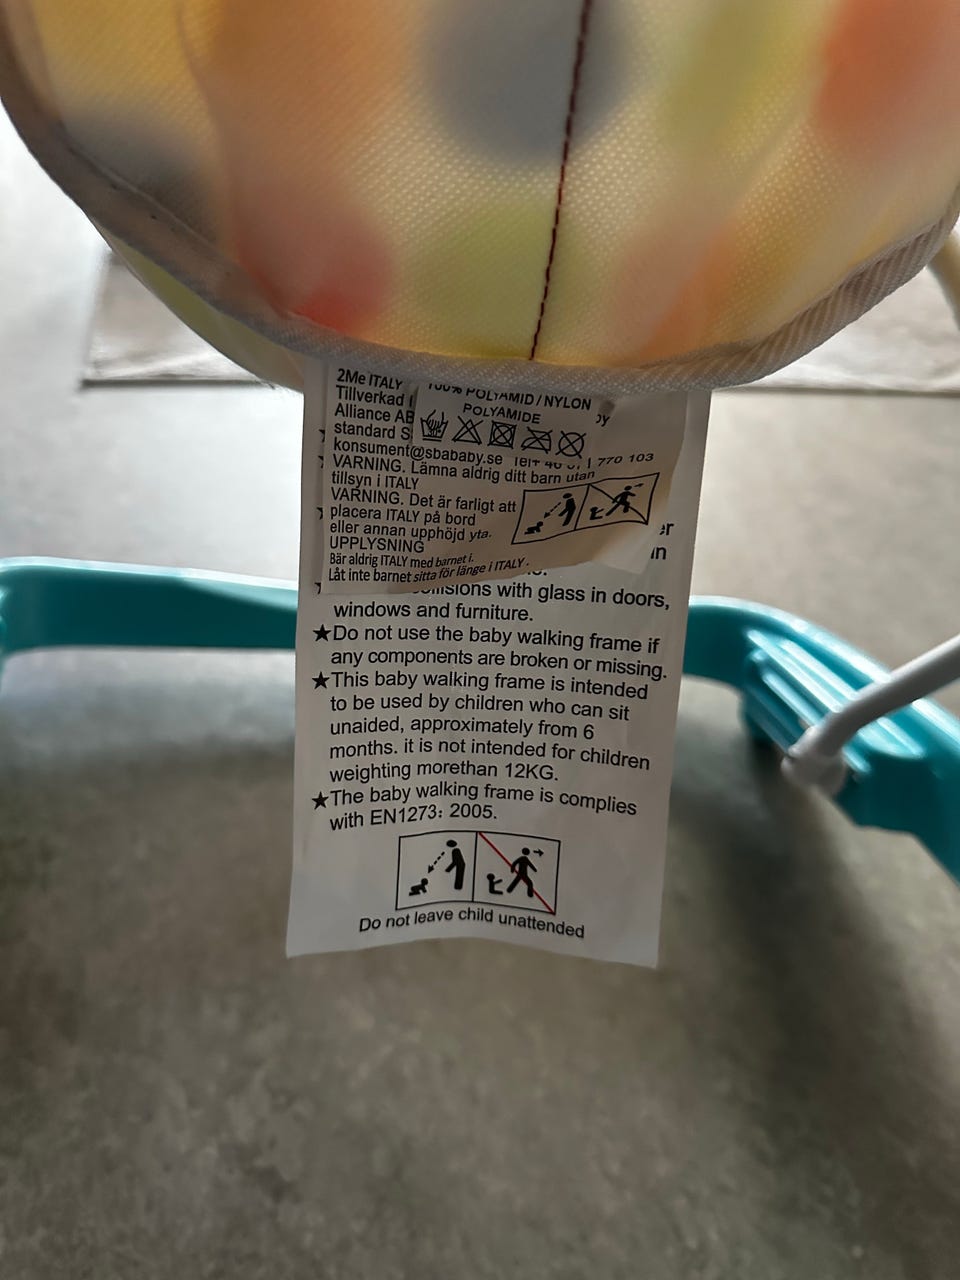 2Me ITALY
Tillverkad
Alliance AB
standard
konsument@sbababy.se
VARNING. Lämna aldrig ditt barn utan
tillsyn i ITALY
VARNING. Det är farligt att
placera ITALY på bord
eller annan upphöjd yta.
UPPLYSNING
Bär aldrig ITALY med barnet i.
Låt inte barnet sitta för länge i ITALY.
100% POLYAMID / NYLON
POLYAMIDE
770 103
with glass in doors,
windows and furniture.
★Do not use the baby walking frame if
any components are broken or missing.
★This baby walking frame is intended
to be used by children who can sit
unaided, approximately from 6
months. it is not intended for children
weighting morethan 12KG.
★The baby walking frame is complies
with EN1273: 2005.
Do not leave child unattended